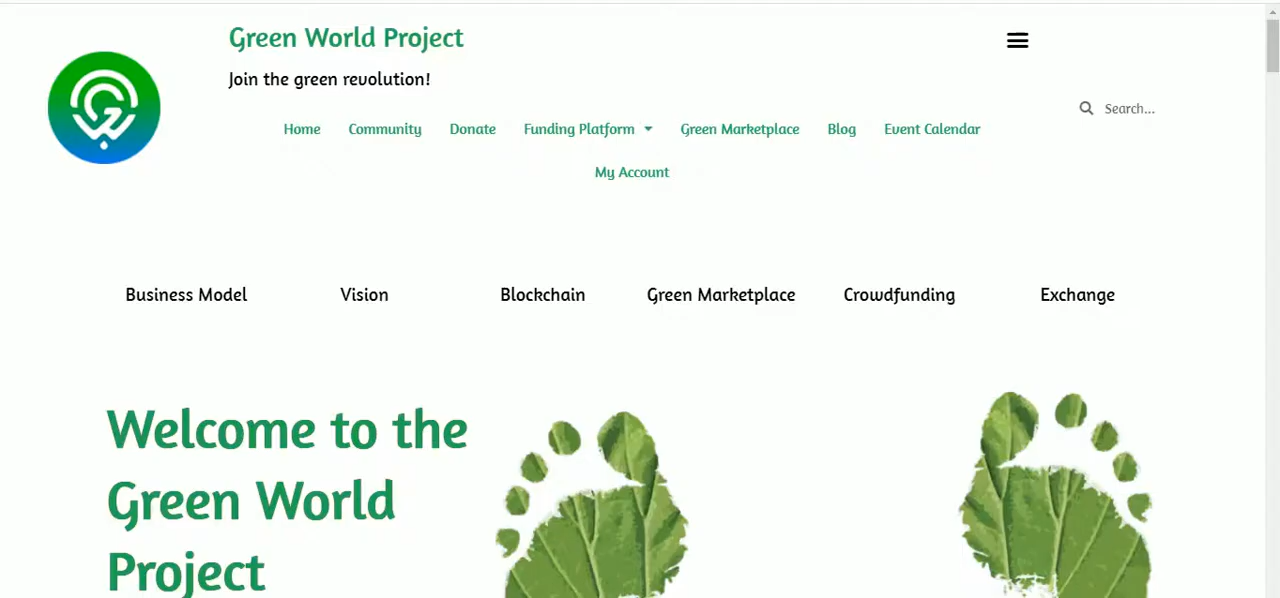 Green World Project
Join the green revolution!
Search...
Home Community Donate Funding Platform Green Marketplace Blog Event Calendar
My Account
Business Model Vision Blockchain Green Marketplace Crowdfunding Exchange
Welcome to the
Green World
Project